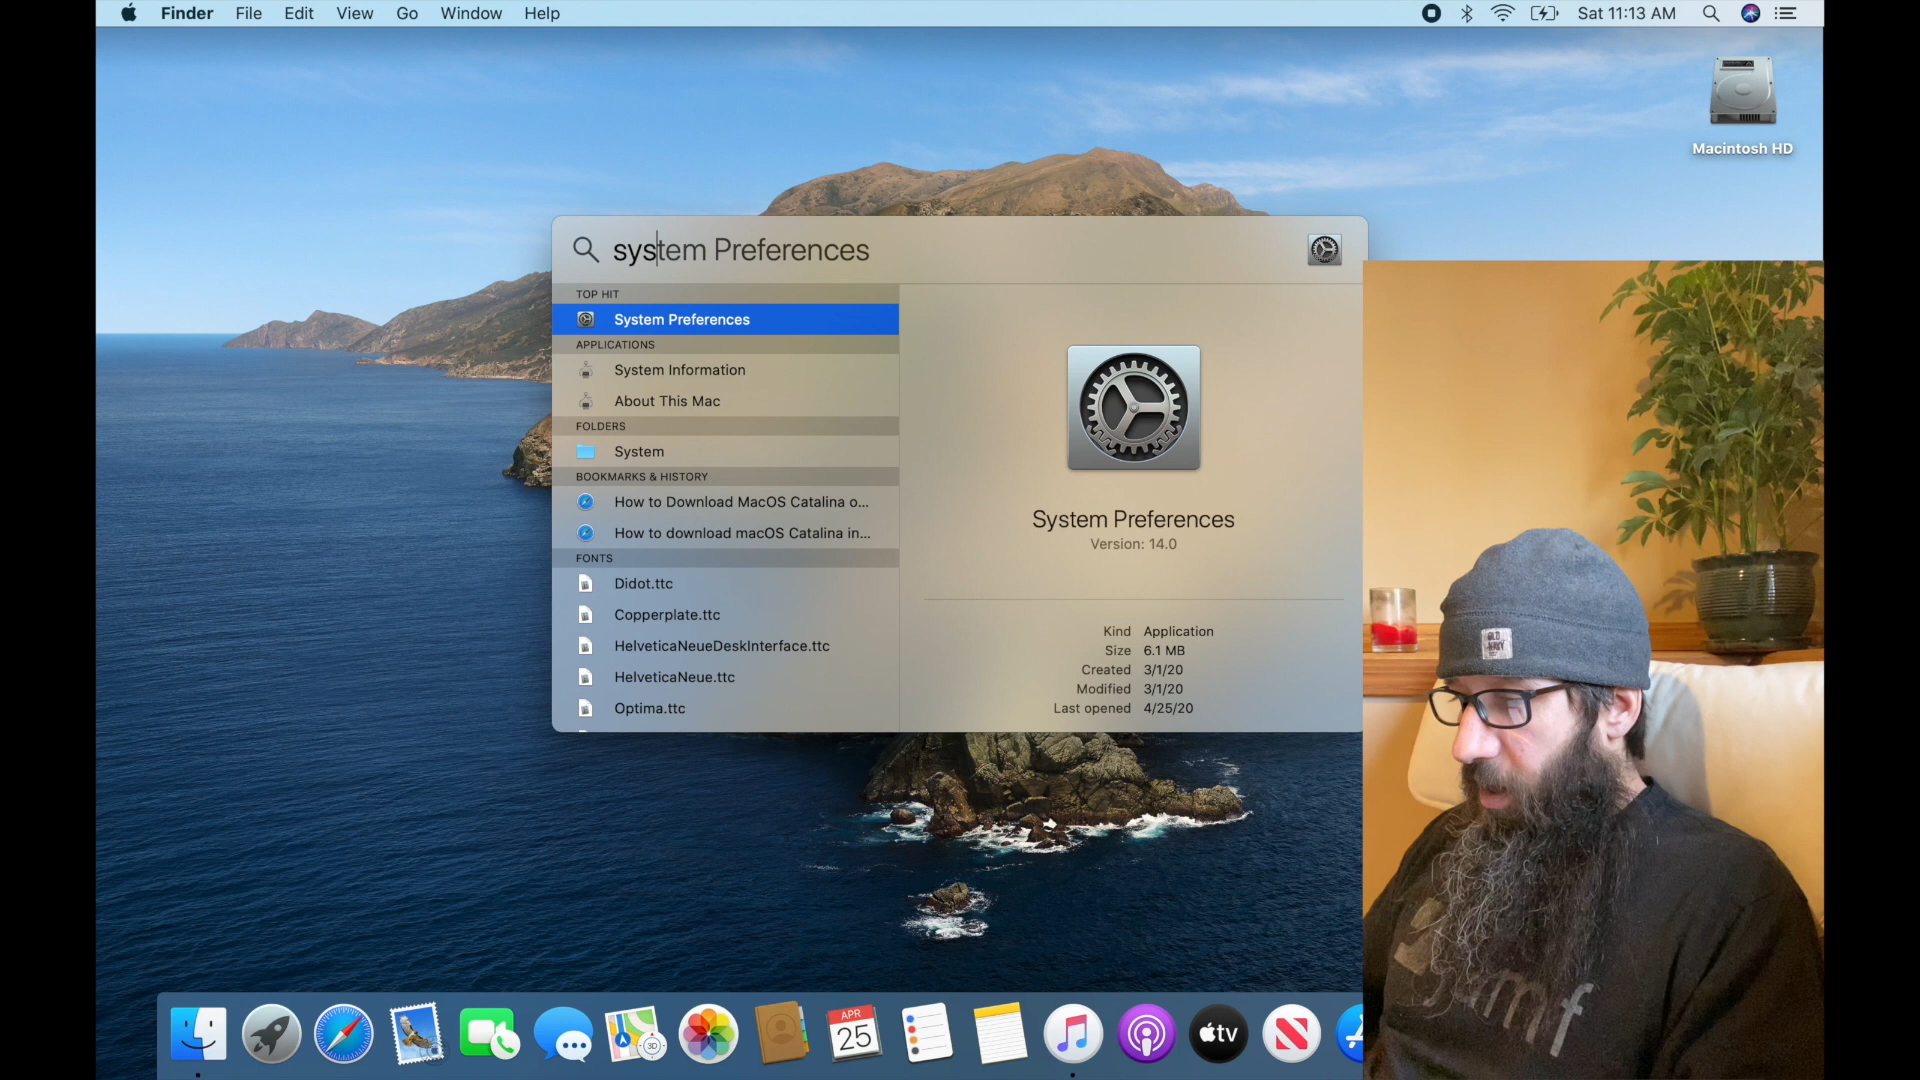 Finder File Edit View Go Window Help Sat 11:13 AM
Macintosh HD
system Preferences
TOP HIT
System Preferences
APPLICATIONS
System Information
About This Mac
FOLDERS
System
BOOKMARKS & HISTORY
How to Download MacOS Catalina o...
How to download macOS Catalina in...
FONTS
Didot.ttc
Copperplate.ttc
HelveticaNeueDeskInterface.ttc
HelveticaNeue.ttc
Optima.ttc
System Preferences
Version: 14.0
Kind Application
Size 6.1 MB
Created 3/1/20
Modified 3/1/20
Last opened 4/25/20
OLD
NAVY
APR
25
3D
tv